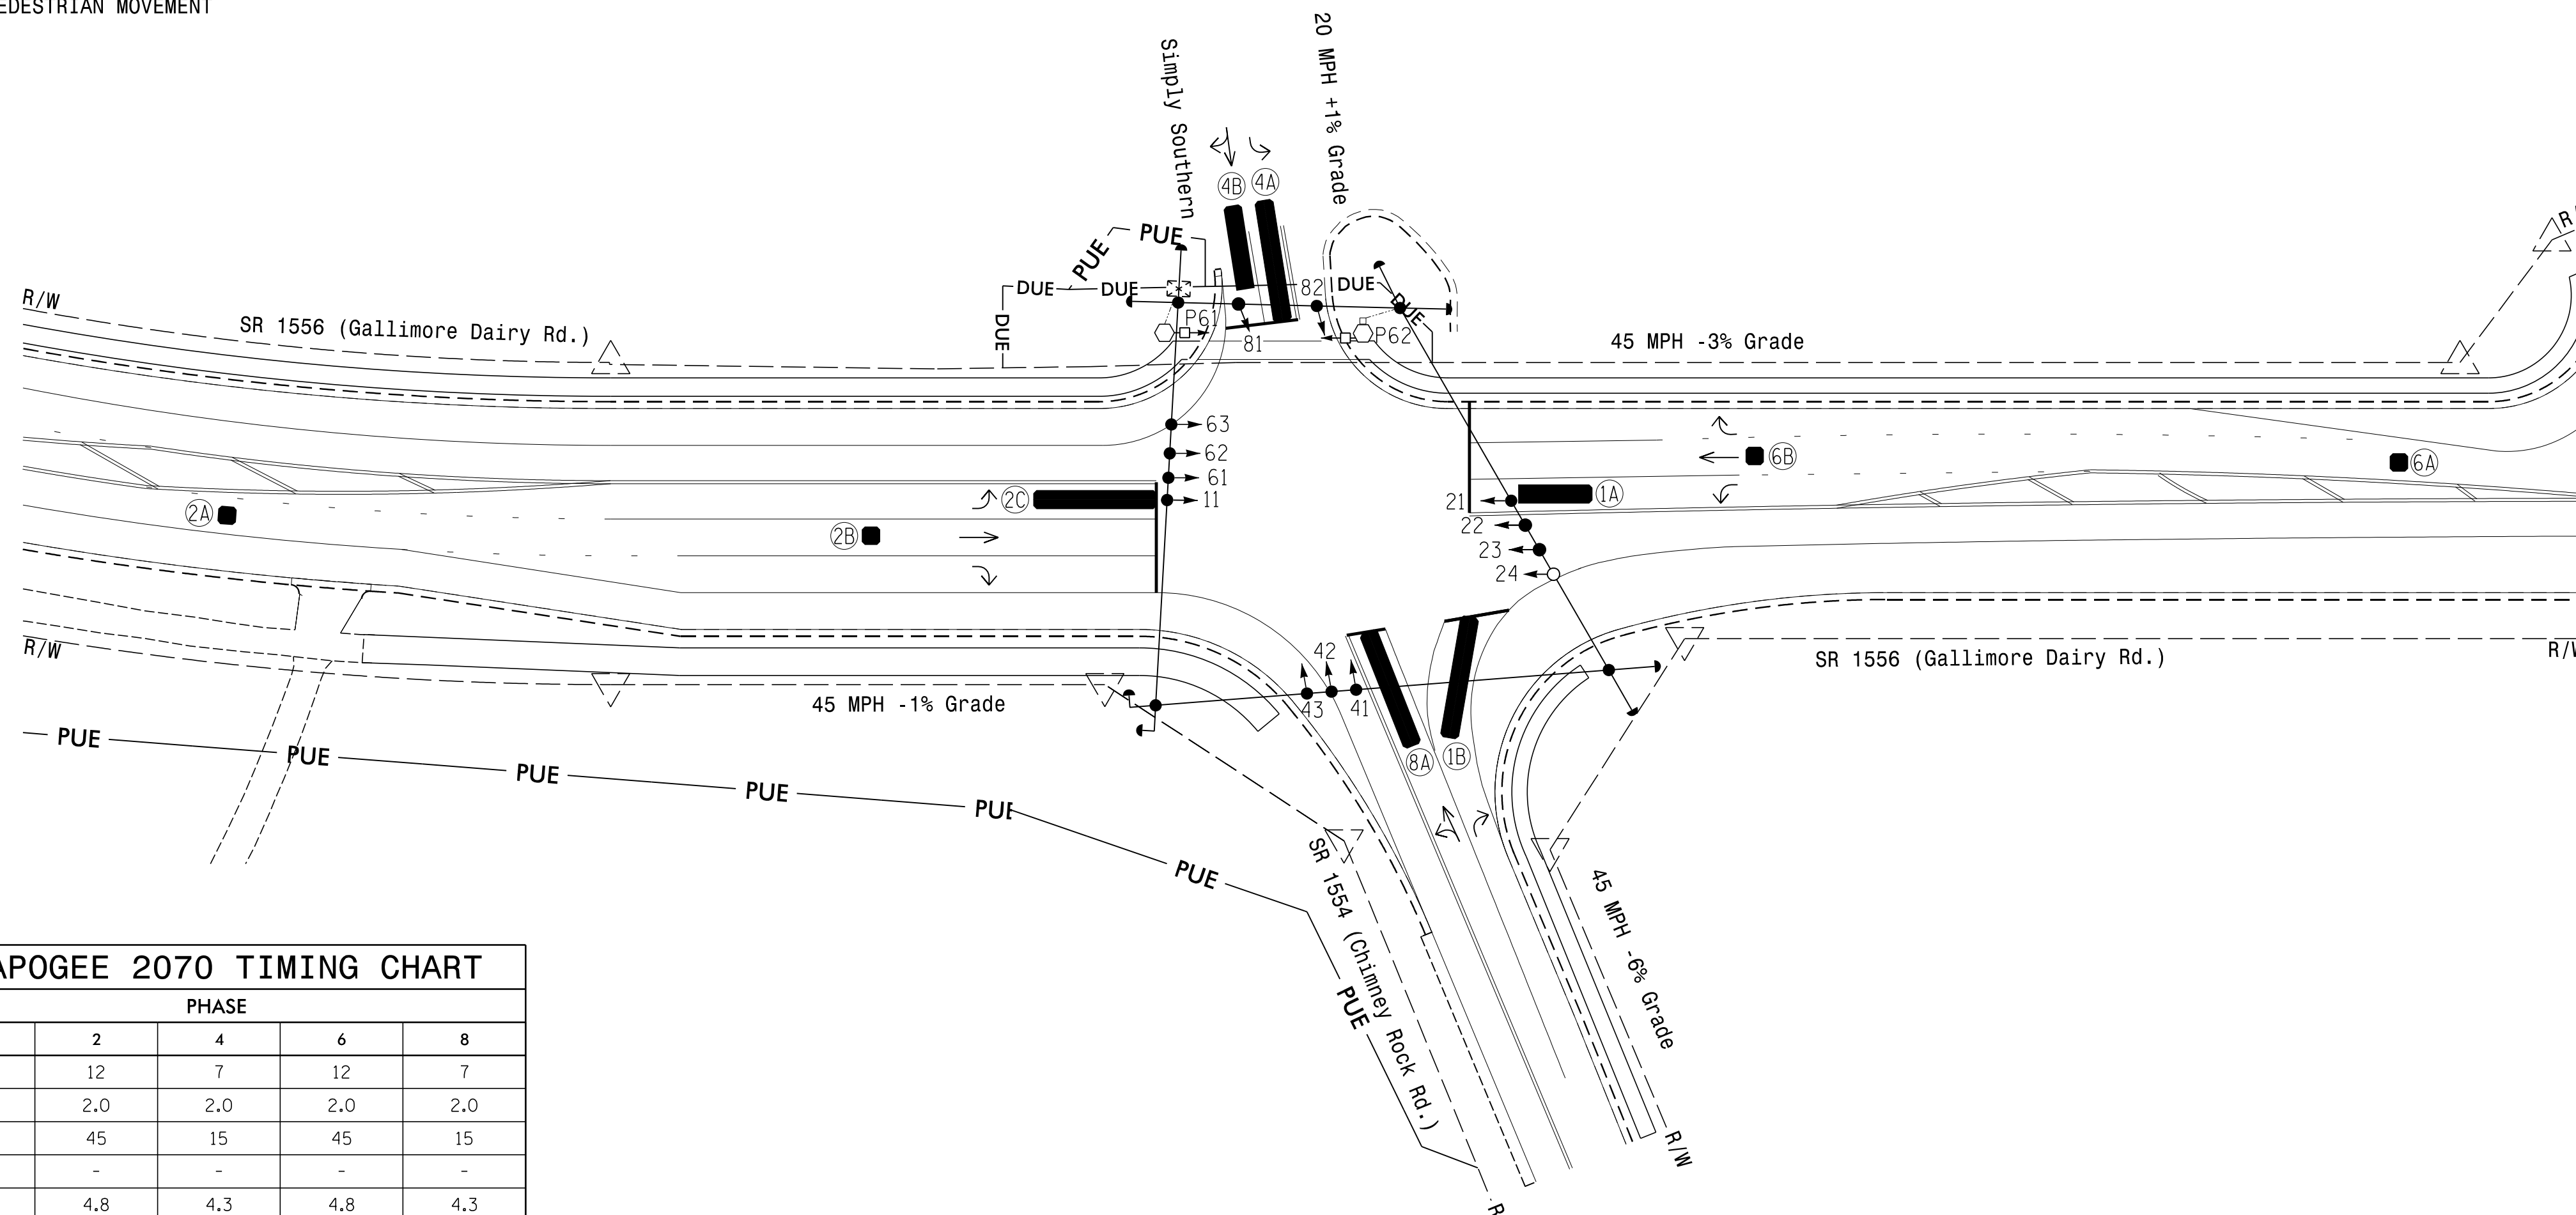 EDESTRIAN MOVEMENT
Simply Southern
20 MPH +1% Grade
4B
4A
PUE
PUE
DUE
DUE
DUE
82
DUE
DUE
P61
81
P62
R/W
SR 1556 (Gallimore Dairy Rd.)
45 MPH -3% Grade
63
62
61
11
2C
2A
2B
6B
6A
1A
21
22
23
24
42
43
41
8A
1B
R/W
45 MPH -1% Grade
SR 1556 (Gallimore Dairy Rd.)
R/W
PUE
PUE
PUE
PUE
PUE
PUE
PUE
SR 1554 (Chimney Rock Rd.)
45 MPH -6% Grade
R/W
APOGEE 2070 TIMING CHART
PHASE
2 4 6 8
12 7 12 7
2.0 2.0 2.0 2.0
45 15 45 15
- - - -
4.8 4.3 4.8 4.3